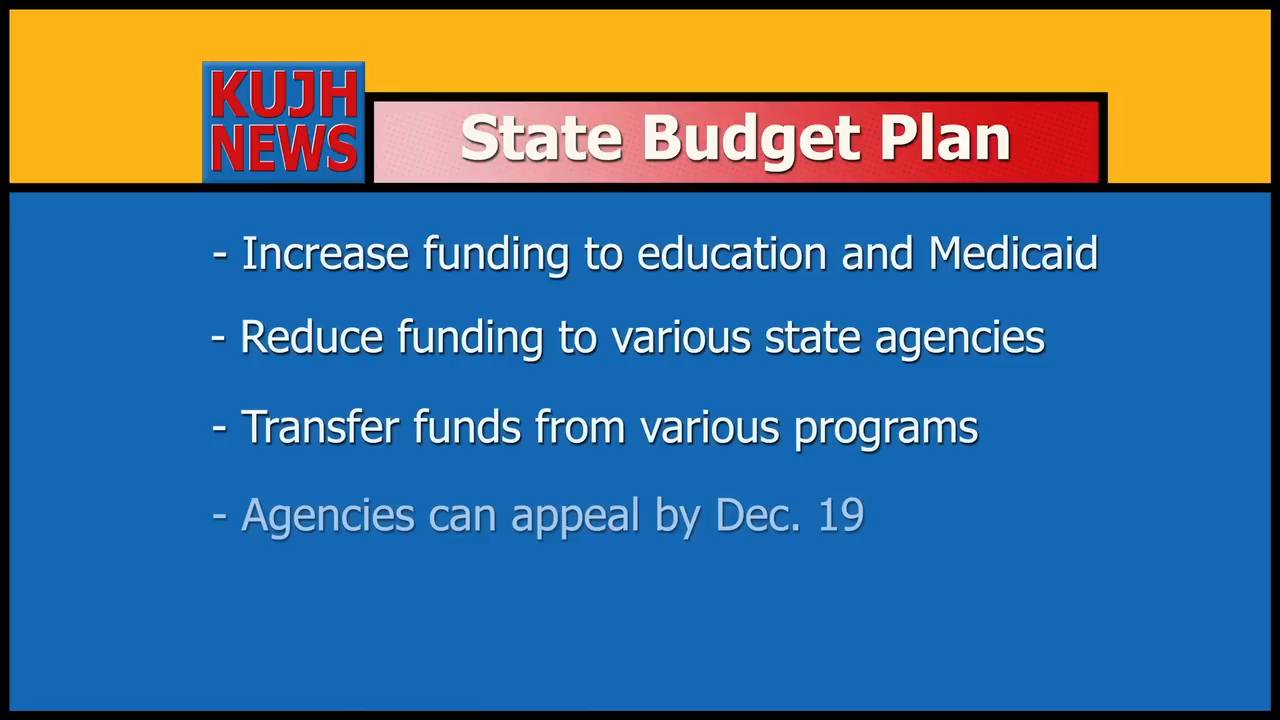 KUJH
NEWS
State Budget Plan
- Increase funding to education and Medicaid
- Reduce funding to various state agencies
- Transfer funds from various programs
- Agencies can appeal by Dec. 19